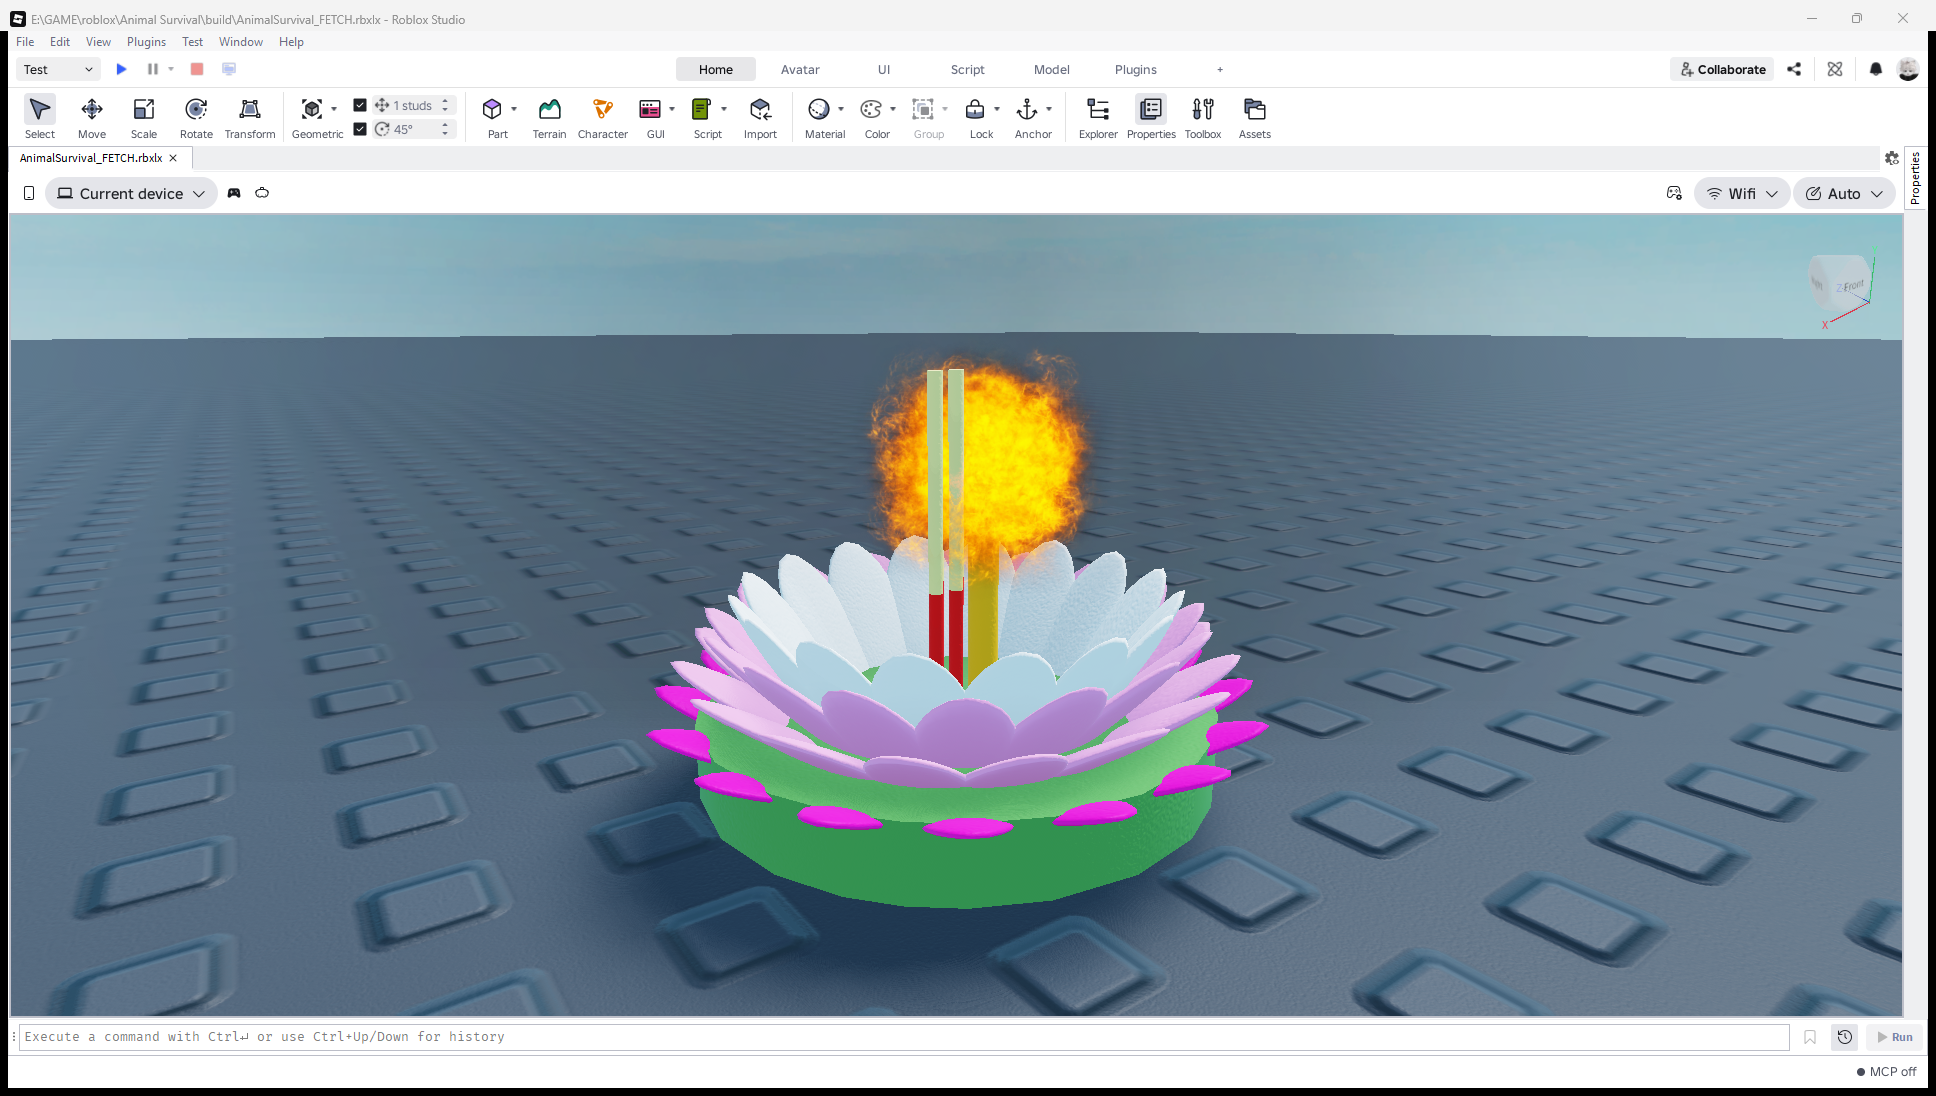 E:\GAME\roblox\Animal Survival\build\AnimalSurvival_FETCH.rbxlx - Roblox Studio
File Edit View Plugins Test Window Help
Test Home Avatar UI Script Model Plugins + Collaborate
1 studs
45°
Select Move Scale Rotate Transform Geometric Part Terrain Character GUI Script Import Material Color Group Lock Anchor Explorer Properties Toolbox Assets
AnimalSurvival_FETCH.rbxlx
Properties
Current device Wifi Auto
Z-Front
X
Execute a command with Ctrl↵ or use Ctrl+Up/Down for history Run
MCP off